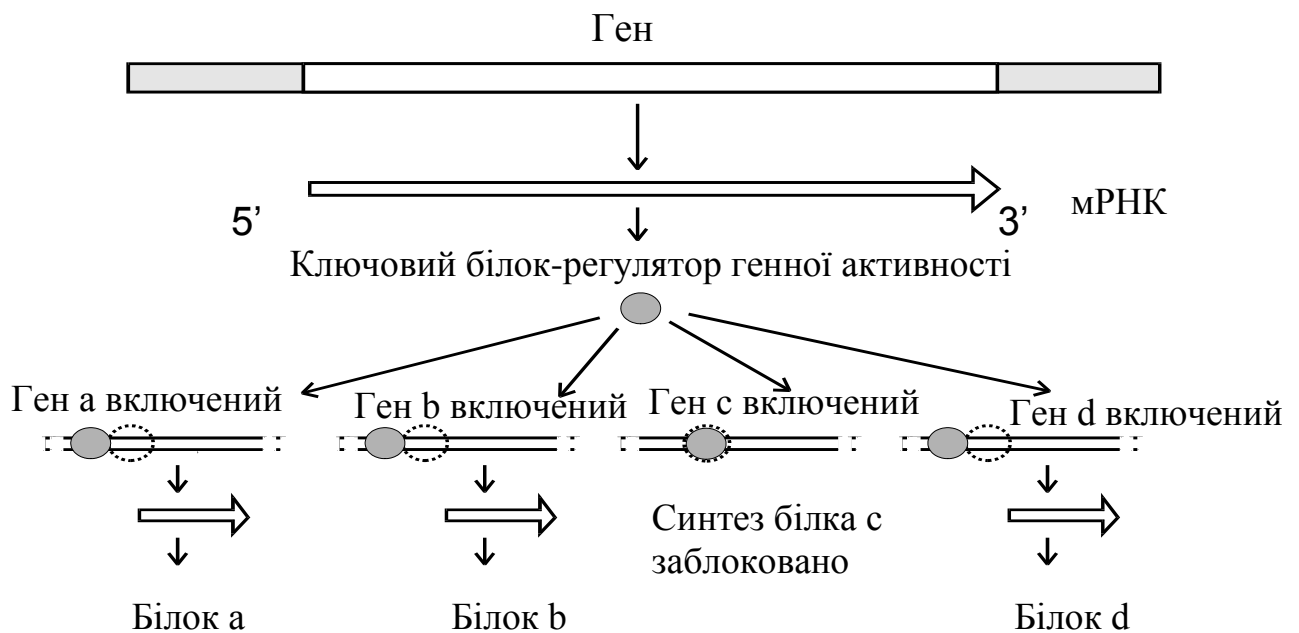 Ген
5’
3’
мРНК
Ключовий білок-регулятор генної активності
Ген a включений
Ген b включений
Ген c включений
Ген d включений
Синтез білка c
заблоковано
Білок a
Білок b
Білок d